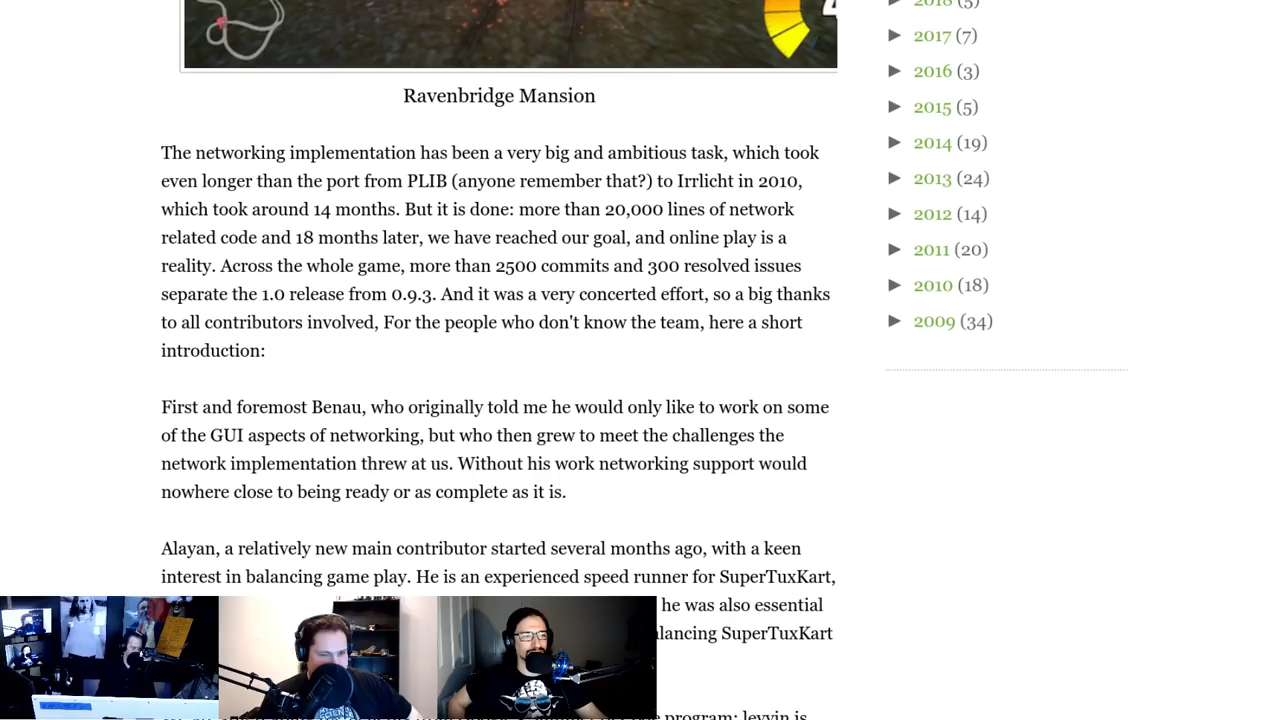 2018 (5)
► 2017 (7)
► 2016 (3)
► 2015 (5)
► 2014 (19)
► 2013 (24)
► 2012 (14)
► 2011 (20)
► 2010 (18)
► 2009 (34)
Ravenbridge Mansion
The networking implementation has been a very big and ambitious task, which took
even longer than the port from PLIB (anyone remember that?) to Irrlicht in 2010,
which took around 14 months. But it is done: more than 20,000 lines of network
related code and 18 months later, we have reached our goal, and online play is a
reality. Across the whole game, more than 2500 commits and 300 resolved issues
separate the 1.0 release from 0.9.3. And it was a very concerted effort, so a big thanks
to all contributors involved, For the people who don't know the team, here a short
introduction:
First and foremost Benau, who originally told me he would only like to work on some
of the GUI aspects of networking, but who then grew to meet the challenges the
network implementation threw at us. Without his work networking support would
nowhere close to being ready or as complete as it is.
Alayan, a relatively new main contributor started several months ago, with a keen
interest in balancing game play. He is an experienced speed runner for SuperTuxKart,
he was also essential
alancing SuperTuxKart
program: leyyin is